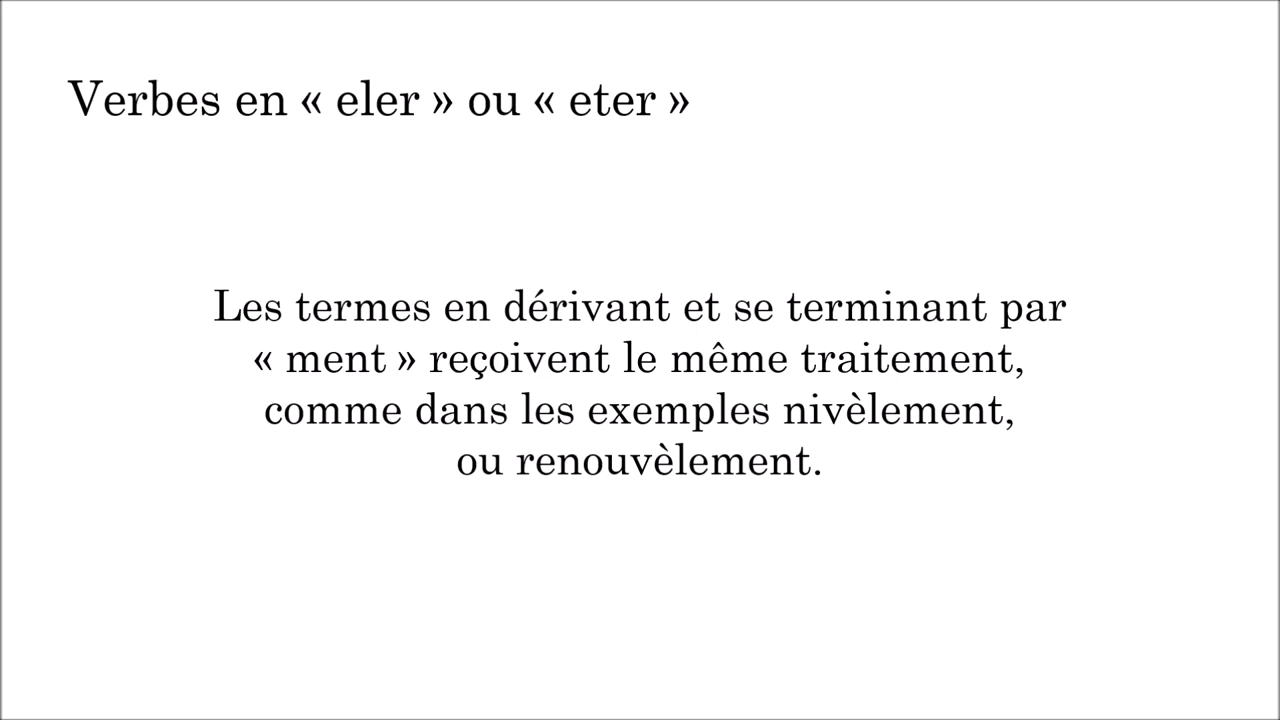 Verbes en « eler » ou « eter »
Les termes en dérivant et se terminant par
« ment » reçoivent le même traitement,
comme dans les exemples nivèlement,
ou renouvèlement.